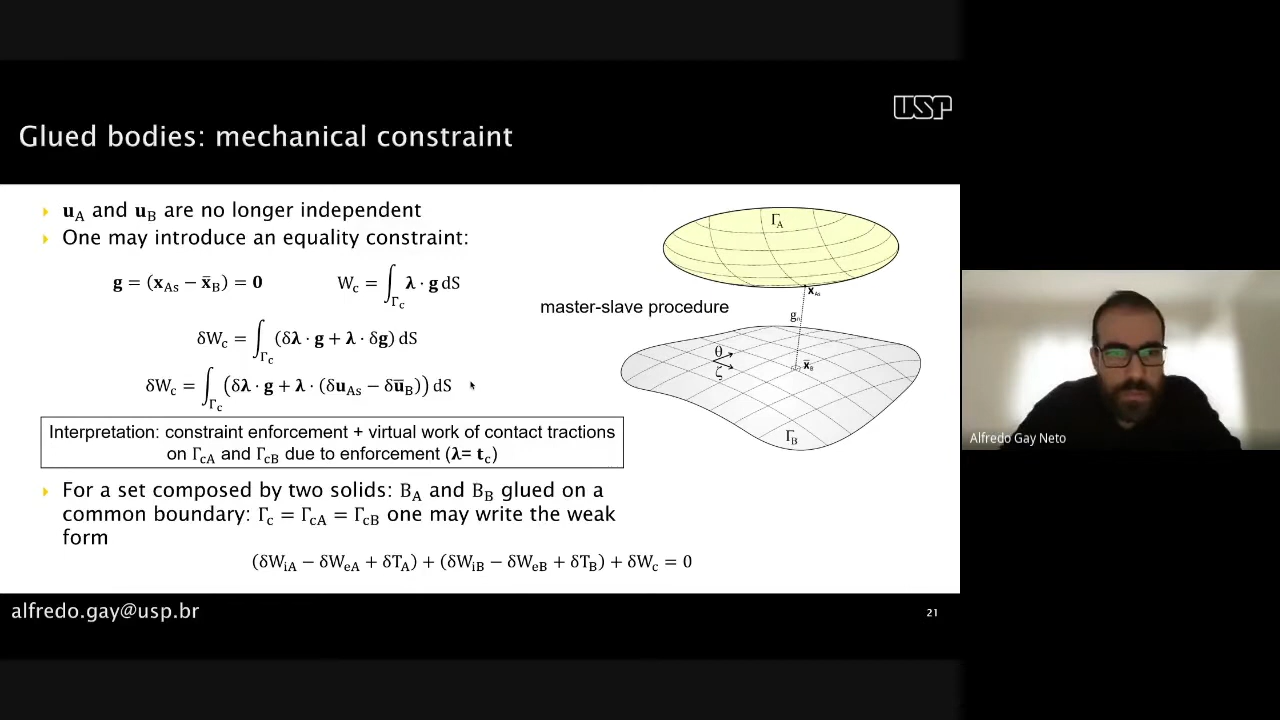 USP
Glued bodies: mechanical constraint
u_A and u_B are no longer independent
One may introduce an equality constraint:
g = (x_As − x̄_B) = 0
W_c = ∫_Γc λ · g dS
δW_c = ∫_Γc (δλ · g + λ · δg) dS
δW_c = ∫_Γc (δλ · g + λ · (δu_As − δū_B)) dS
Interpretation: constraint enforcement + virtual work of contact tractions
on Γ_cA and Γ_cB due to enforcement (λ= t_c)
For a set composed by two solids: B_A and B_B glued on a
common boundary: Γ_c = Γ_cA = Γ_cB one may write the weak
form
(δW_iA − δW_eA + δT_A) + (δW_iB − δW_eB + δT_B) + δW_c = 0
Γ_A
x_As
master-slave procedure
g_n
θ
ζ
x̄_B
Γ_B
Alfredo Gay Neto
alfredo.gay@usp.br
21